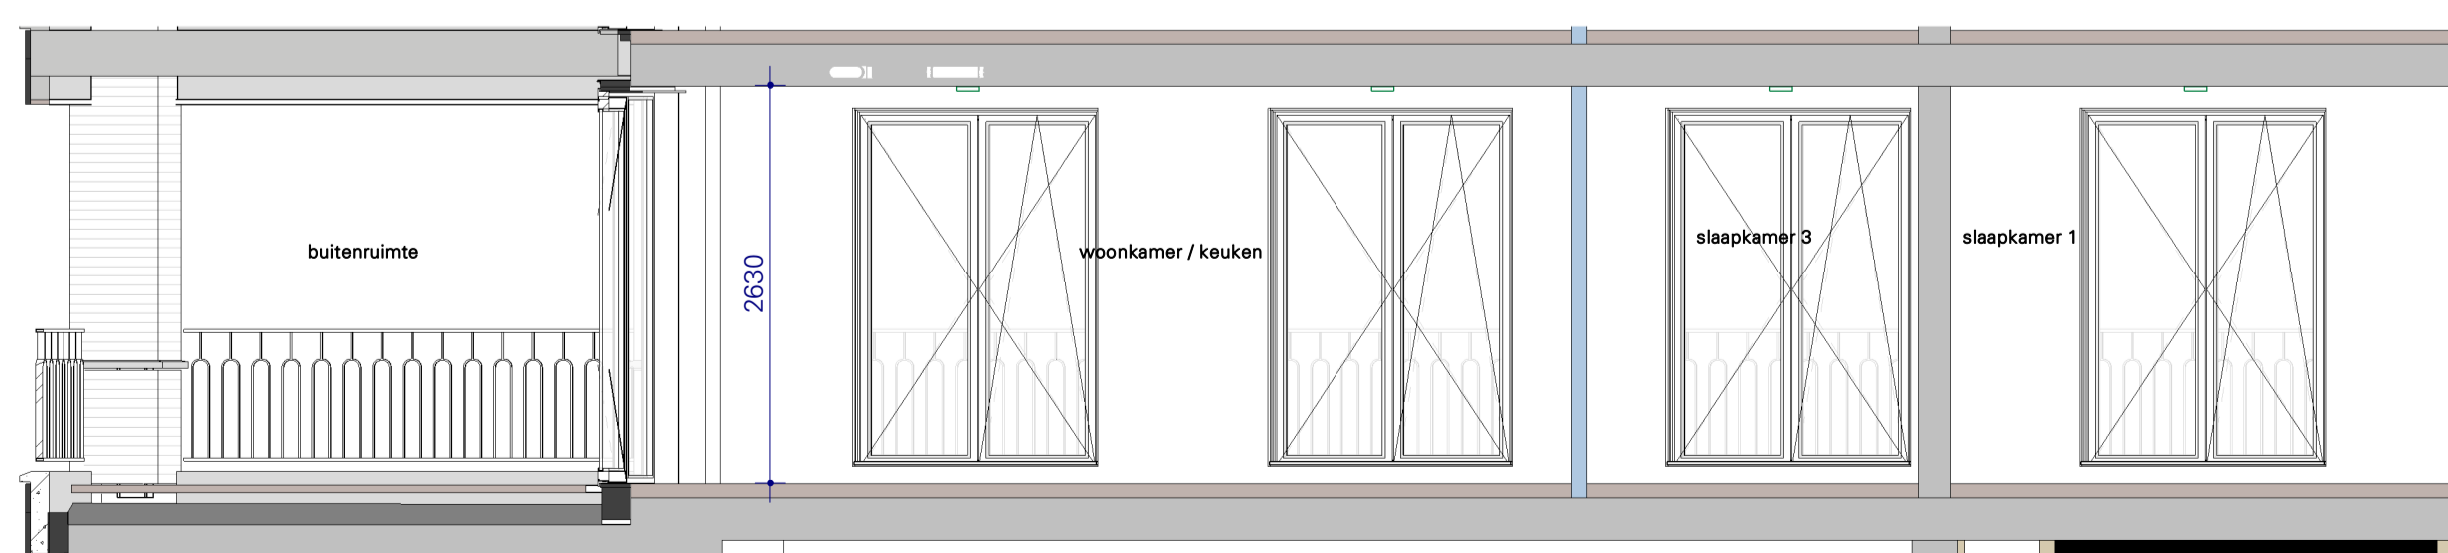 buitenruimte
2630
woonkamer / keuken
slaapkamer 3
slaapkamer 1